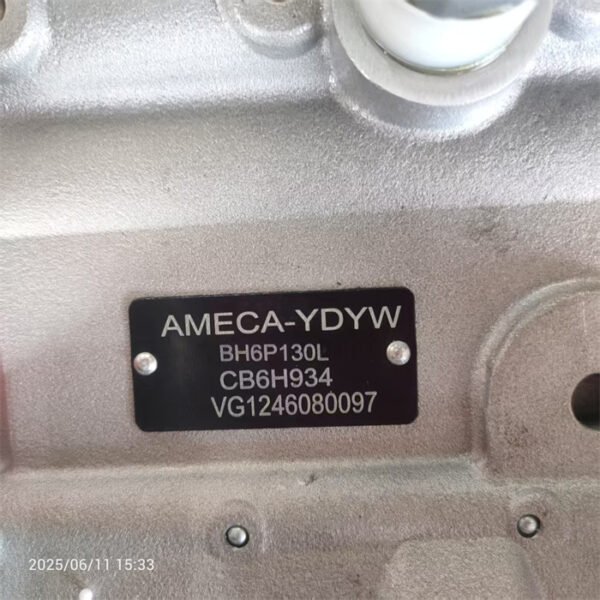 AMECA-YDYW
BH6P130L
CB6H934
VG1246080097
2025/06/11 15:33